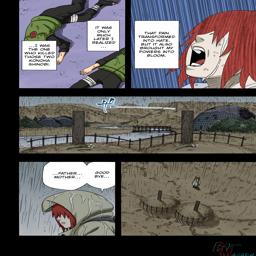 IT WAS
ONLY
MUCH
LATER I
REALIZED
...
...I WAS
THE ONE
WHO KILLED
THOSE TWO
KONOHA
SHINOBI.
THAT PAIN
TRANSFORMED
INTO HATE.
BUT IT ALSO
BROUGHT MY
POWERS INTO
BLOOM.
...FATHER...
MOTHER...
GOOD
BYE...